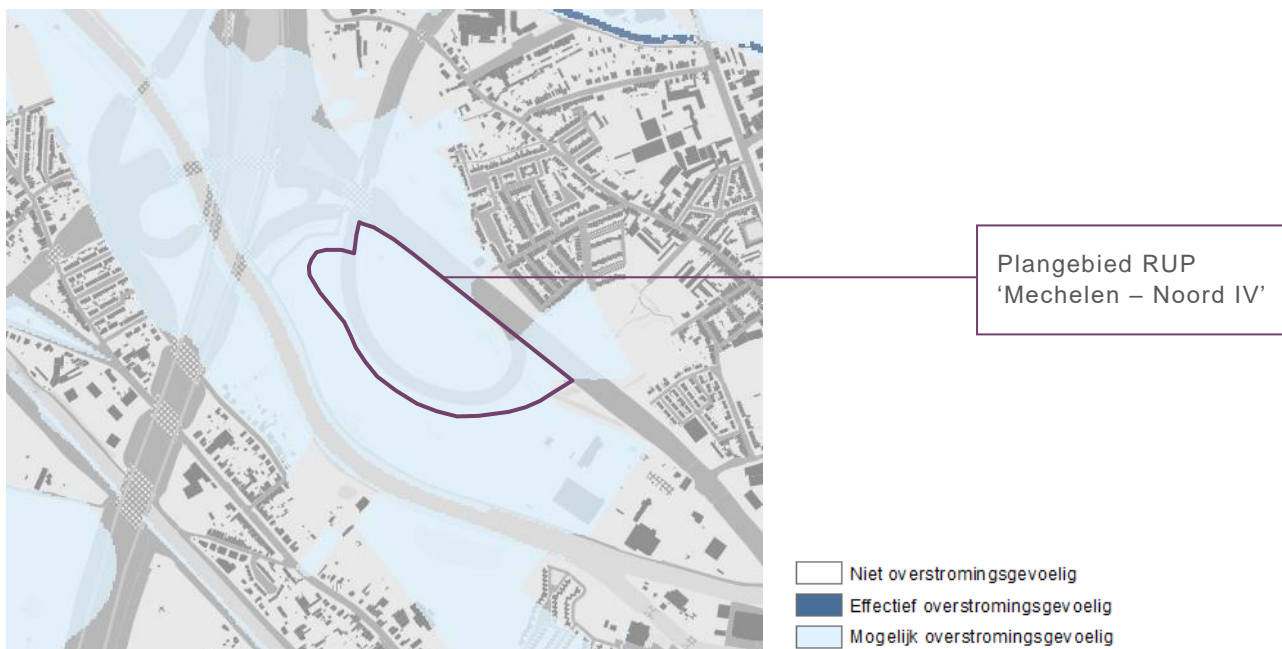 Plangebied RUP
‘Mechelen – Noord IV’
Niet overstromingsgevoelig
Effectief overstromingsgevoelig
Mogelijk overstromingsgevoelig